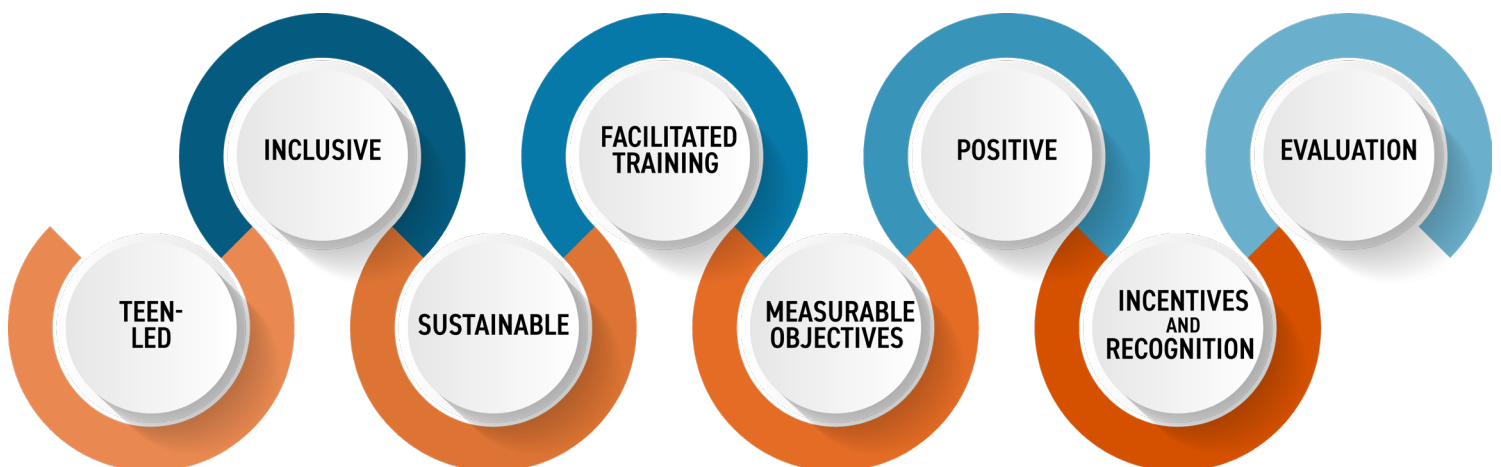 TEEN-
LED
INCLUSIVE
SUSTAINABLE
FACILITATED
TRAINING
MEASURABLE
OBJECTIVES
POSITIVE
INCENTIVES
AND
RECOGNITION
EVALUATION